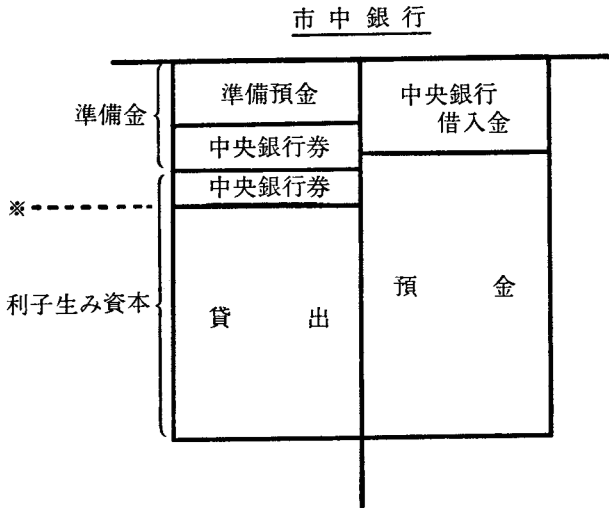 市中銀行
準備金
準備預金
中央銀行券
中央銀行
借入金
中央銀行券
※
利子生み資本
貸出
預金